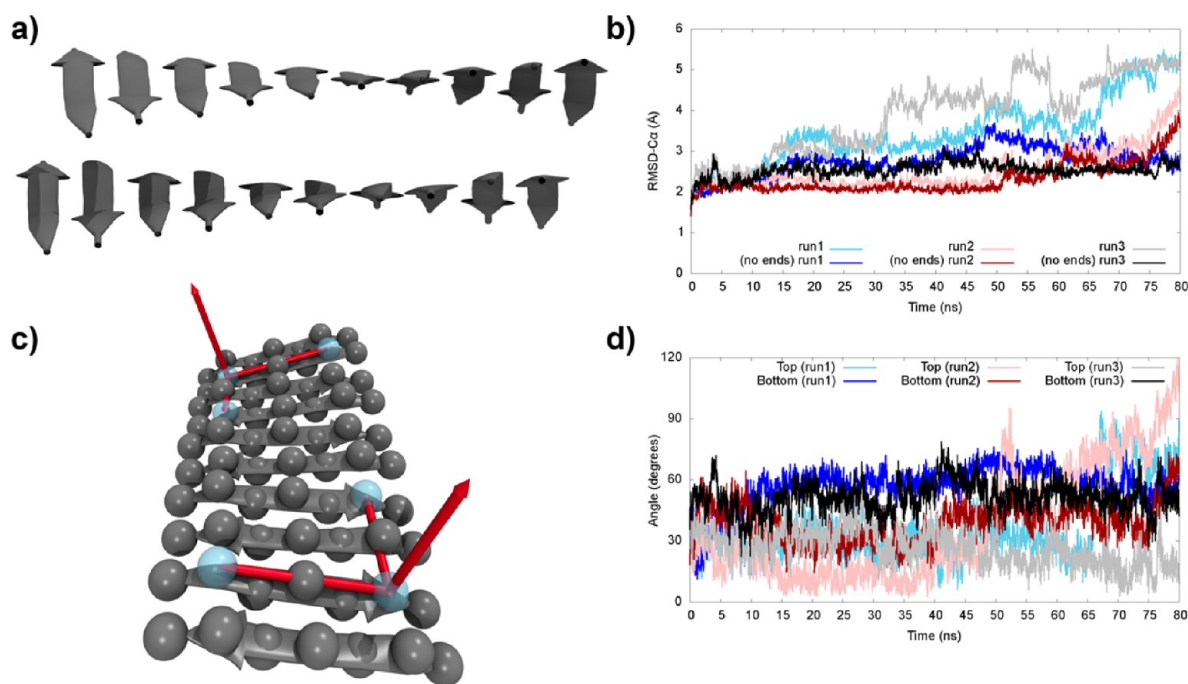 a)
b)
6
5
4
3
2
1
0
RMSD-Cα (Å)
run1 run2 run3
(no ends) run1 (no ends) run2 (no ends) run3
0 5 10 15 20 25 30 35 40 45 50 55 60 65 70 75 80
Time (ns)
c)
d)
120
90
60
30
0
Angle (degrees)
Top (run1) Top (run2) Top (run3)
Bottom (run1) Bottom (run2) Bottom (run3)
0 5 10 15 20 25 30 35 40 45 50 55 60 65 70 75 80
Time (ns)